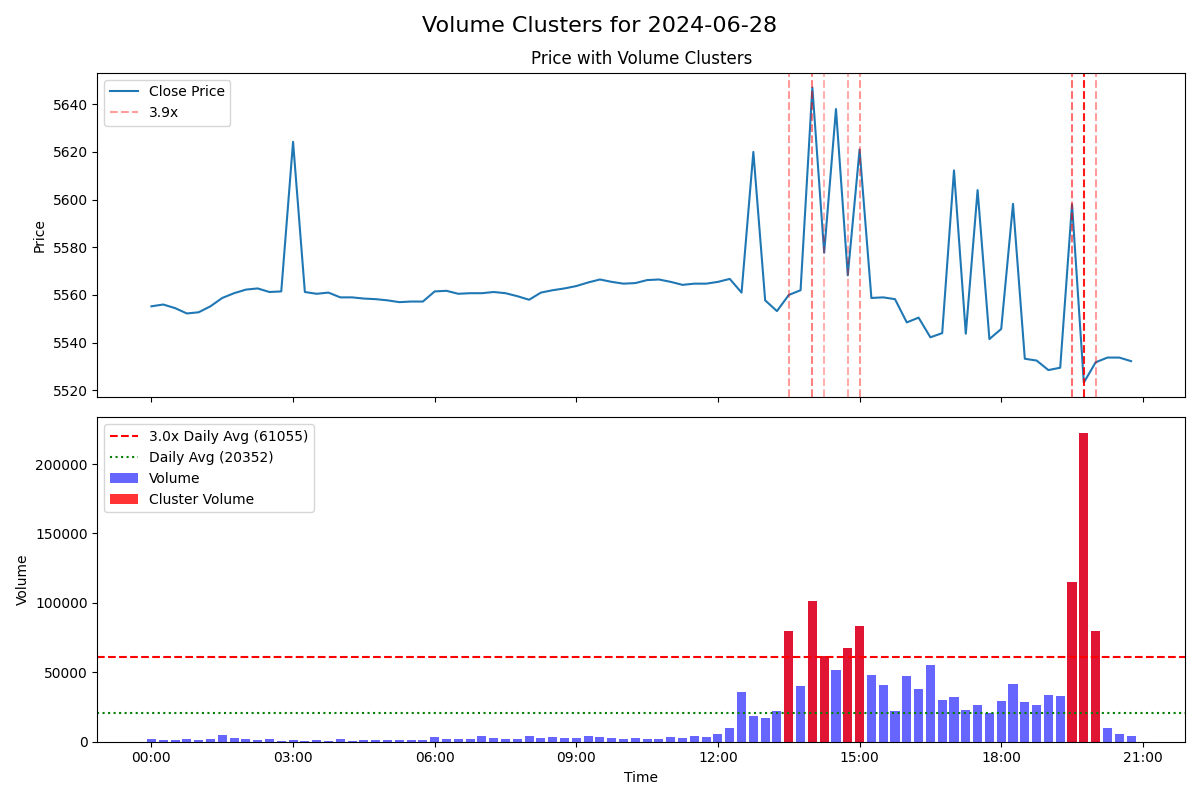 Volume Clusters for 2024-06-28
Price with Volume Clusters
Close Price
3.9x
Price
5640
5620
5600
5580
5560
5540
5520
3.0x Daily Avg (61055)
Daily Avg (20352)
Volume
Cluster Volume
Volume
200000
150000
100000
50000
0
00:00 03:00 06:00 09:00 12:00 15:00 18:00 21:00
Time